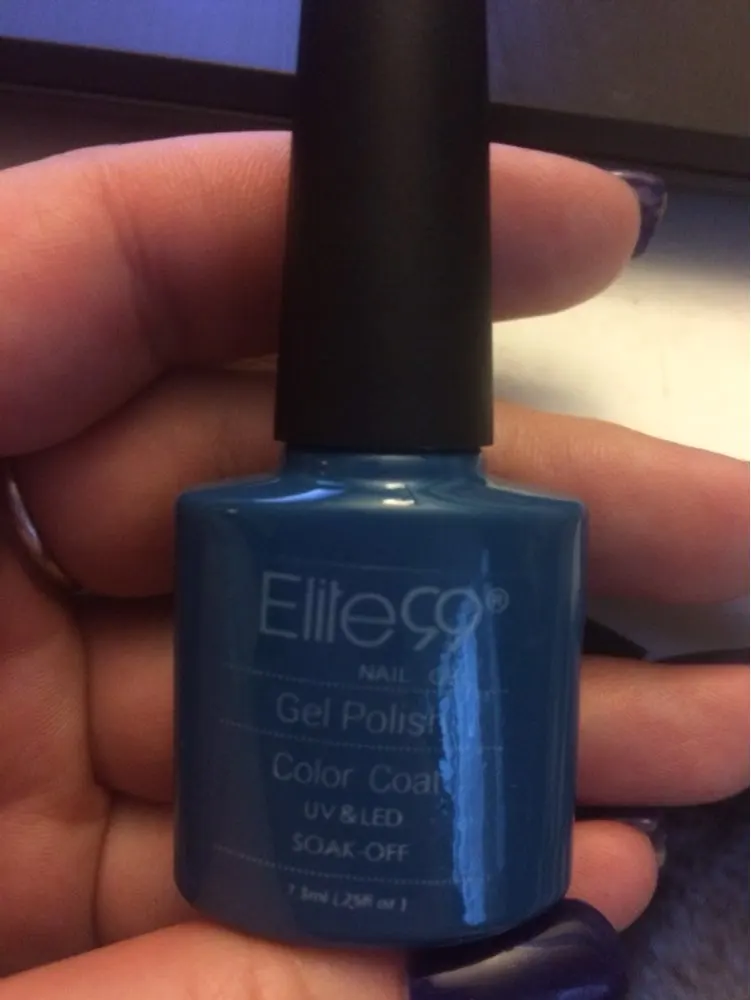 Elite99®
NAIL
Gel Polish
Color Coat
UV & LED
SOAK-OFF